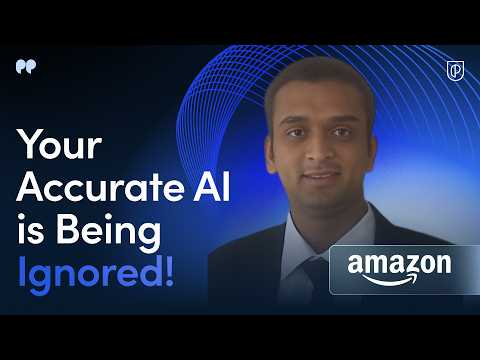 Your
Accurate AI
is Being
Ignored!
amazon